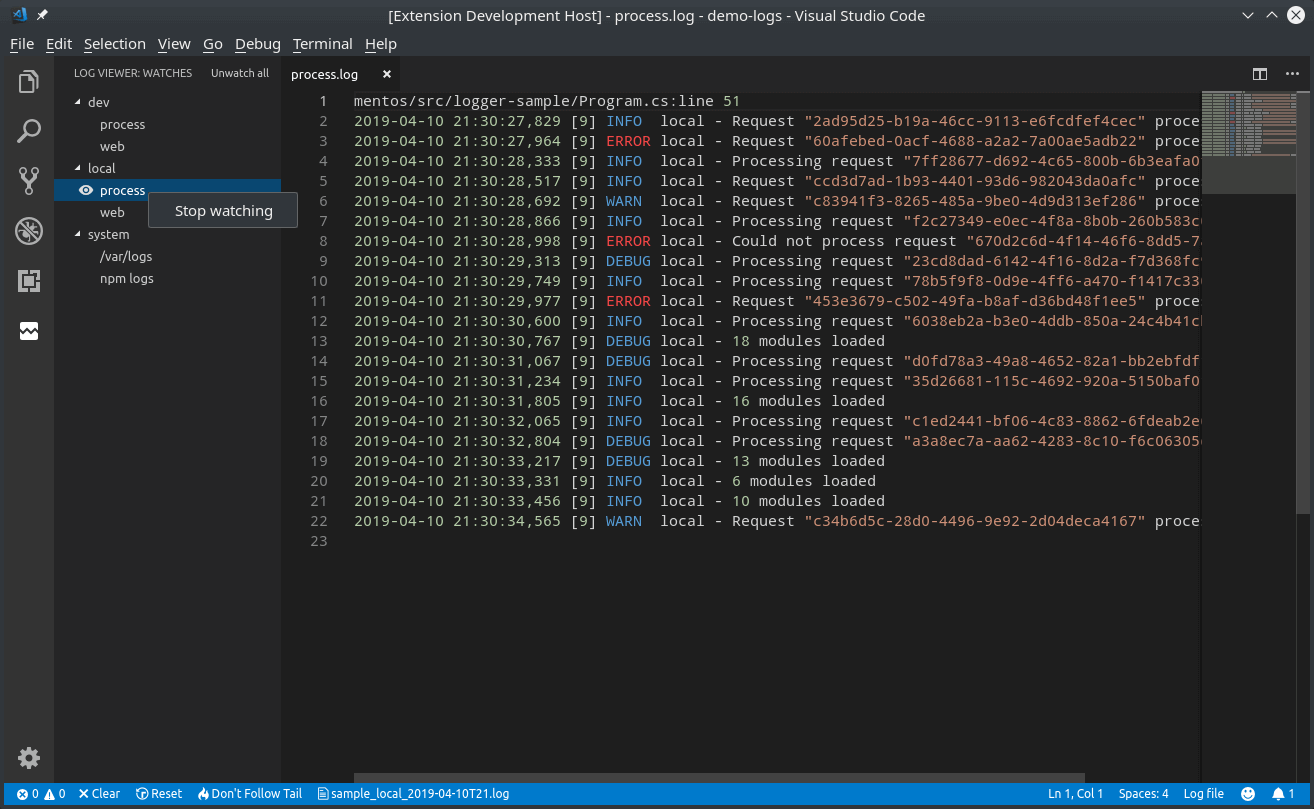 [Extension Development Host] - process.log - demo-logs - Visual Studio Code
File Edit Selection View Go Debug Terminal Help
LOG VIEWER: WATCHES Unwatch all
dev
process
web
local
process
web
Stop watching
system
/var/logs
npm logs
process.log
1 mentos/src/logger-sample/Program.cs:line 51
2 2019-04-10 21:30:27,829 [9] INFO local - Request "2ad95d25-b19a-46cc-9113-e6fcdfef4cec" proce
3 2019-04-10 21:30:27,964 [9] ERROR local - Request "60afebed-0acf-4688-a2a2-7a00ae5adb22" proce
4 2019-04-10 21:30:28,333 [9] INFO local - Processing request "7ff28677-d692-4c65-800b-6b3eafa0
5 2019-04-10 21:30:28,517 [9] INFO local - Request "ccd3d7ad-1b93-4401-93d6-982043da0afc" proce
6 2019-04-10 21:30:28,692 [9] WARN local - Request "c83941f3-8265-485a-9be0-4d9d313ef286" proce
7 2019-04-10 21:30:28,866 [9] INFO local - Processing request "f2c27349-e0ec-4f8a-8b0b-260b583c
8 2019-04-10 21:30:28,998 [9] ERROR local - Could not process request "670d2c6d-4f14-46f6-8dd5-7
9 2019-04-10 21:30:29,313 [9] DEBUG local - Processing request "23cd8dad-6142-4f16-8d2a-f7d368fc
10 2019-04-10 21:30:29,749 [9] INFO local - Processing request "78b5f9f8-0d9e-4ff6-a470-f1417c33
11 2019-04-10 21:30:29,977 [9] ERROR local - Request "453e3679-c502-49fa-b8af-d36bd48f1ee5" proce
12 2019-04-10 21:30:30,600 [9] INFO local - Processing request "6038eb2a-b3e0-4ddb-850a-24c4b41c
13 2019-04-10 21:30:30,767 [9] DEBUG local - 18 modules loaded
14 2019-04-10 21:30:31,067 [9] DEBUG local - Processing request "d0fd78a3-49a8-4652-82a1-bb2ebfdf
15 2019-04-10 21:30:31,234 [9] INFO local - Processing request "35d26681-115c-4692-920a-5150baf0
16 2019-04-10 21:30:31,805 [9] INFO local - 16 modules loaded
17 2019-04-10 21:30:32,065 [9] INFO local - Processing request "c1ed2441-bf06-4c83-8862-6fdeab2e
18 2019-04-10 21:30:32,804 [9] DEBUG local - Processing request "a3a8ec7a-aa62-4283-8c10-f6c06305
19 2019-04-10 21:30:33,217 [9] DEBUG local - 13 modules loaded
20 2019-04-10 21:30:33,331 [9] INFO local - 6 modules loaded
21 2019-04-10 21:30:33,456 [9] INFO local - 10 modules loaded
22 2019-04-10 21:30:34,565 [9] WARN local - Request "c34b6d5c-28d0-4496-9e92-2d04deca4167" proce
23
0 0 Clear Reset Don't Follow Tail sample_local_2019-04-10T21.log Ln 1, Col 1 Spaces: 4 Log file 1